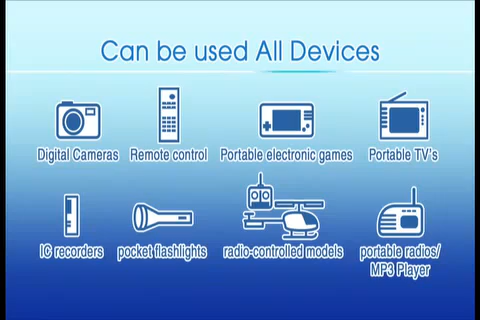 Can be used All Devices
Digital Cameras
Remote control
Portable electronic games
Portable TV's
IC recorders
pocket flashlights
radio-controlled models
portable radios/
MP3 Player